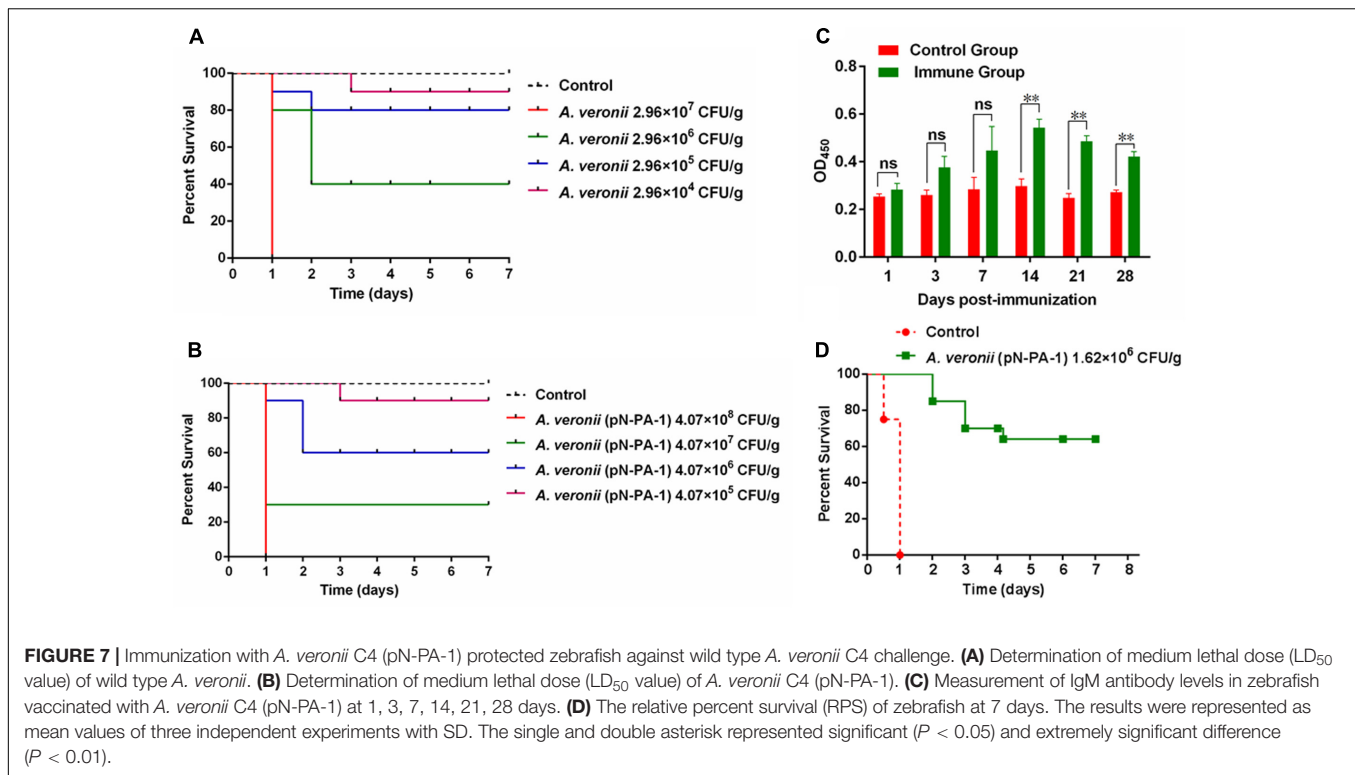 A
100
80
60
40
20
0
Percent Survival
0 1 2 3 4 5 6 7
Time (days)
Control
A. veronii 2.96×10⁷ CFU/g
A. veronii 2.96×10⁶ CFU/g
A. veronii 2.96×10⁵ CFU/g
A. veronii 2.96×10⁴ CFU/g
C
Control Group
Immune Group
0.8
0.6
0.4
0.2
0.0
OD₄₅₀
ns ns ns ** ** **
1 3 7 14 21 28
Days post-immunization
B
100
80
60
40
20
0
Percent Survival
0 1 2 3 4 5 6 7
Time (days)
Control
A. veronii (pN-PA-1) 4.07×10⁸ CFU/g
A. veronii (pN-PA-1) 4.07×10⁷ CFU/g
A. veronii (pN-PA-1) 4.07×10⁶ CFU/g
A. veronii (pN-PA-1) 4.07×10⁵ CFU/g
D
Control
A. veronii (pN-PA-1) 1.62×10⁶ CFU/g
100
80
60
40
20
0
Percent Survival
0 1 2 3 4 5 6 7 8
Time (days)
FIGURE 7 | Immunization with A. veronii C4 (pN-PA-1) protected zebrafish against wild type A. veronii C4 challenge. (A) Determination of medium lethal dose (LD₅₀
value) of wild type A. veronii. (B) Determination of medium lethal dose (LD₅₀ value) of A. veronii C4 (pN-PA-1). (C) Measurement of IgM antibody levels in zebrafish
vaccinated with A. veronii C4 (pN-PA-1) at 1, 3, 7, 14, 21, 28 days. (D) The relative percent survival (RPS) of zebrafish at 7 days. The results were represented as
mean values of three independent experiments with SD. The single and double asterisk represented significant (P < 0.05) and extremely significant difference
(P < 0.01).